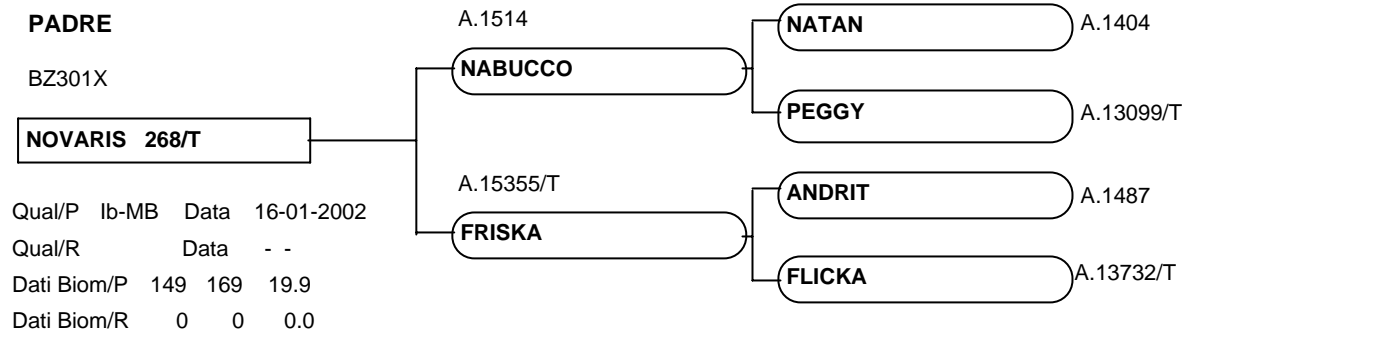 PADRE
BZ301X
NOVARIS 268/T
Qual/P Ib-MB Data 16-01-2002
Qual/R Data - -
Dati Biom/P 149 169 19.9
Dati Biom/R 0 0 0.0
A.1514
NABUCCO
A.15355/T
FRISKA
NATAN A.1404
PEGGY A.13099/T
ANDRIT A.1487
FLICKA A.13732/T